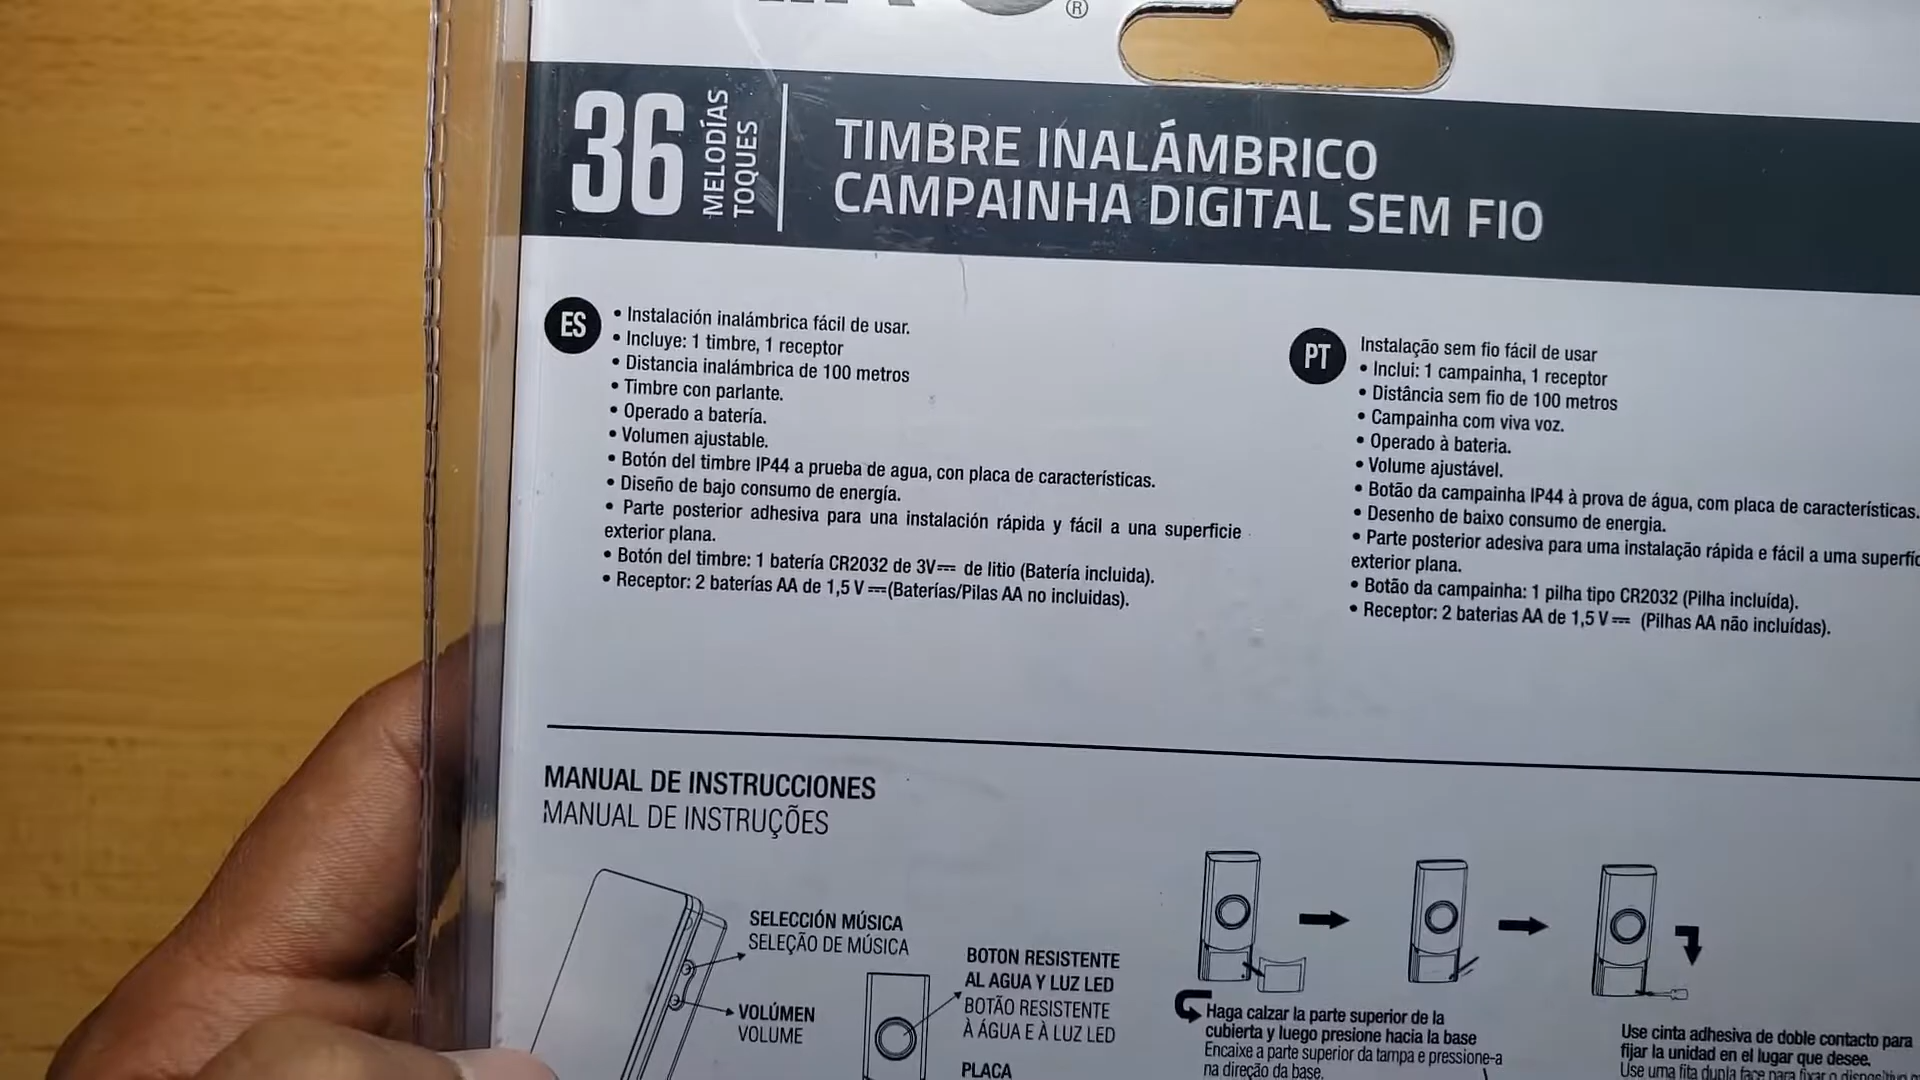 ®
36
MELODÍAS
TOQUES
TIMBRE INALÁMBRICO
CAMPAINHA DIGITAL SEM FIO
ES
• Instalación inalámbrica fácil de usar.
• Incluye: 1 timbre, 1 receptor
• Distancia inalámbrica de 100 metros
• Timbre con parlante.
• Operado a batería.
• Volumen ajustable.
• Botón del timbre IP44 a prueba de agua, con placa de características.
• Diseño de bajo consumo de energía.
• Parte posterior adhesiva para una instalación rápida y fácil a una superficie
exterior plana.
• Botón del timbre: 1 batería CR2032 de 3V⎓ de litio (Batería incluida).
• Receptor: 2 baterías AA de 1,5 V ⎓(Baterías/Pilas AA no incluidas).
PT
Instalação sem fio fácil de usar
• Inclui: 1 campainha, 1 receptor
• Distância sem fio de 100 metros
• Campainha com viva voz.
• Operado à bateria.
• Volume ajustável.
• Botão da campainha IP44 à prova de água, com placa de características.
• Desenho de baixo consumo de energia.
• Parte posterior adesiva para uma instalação rápida e fácil a uma
exterior plana.
• Botão da campainha: 1 pilha tipo CR2032 (Pilha incluída).
• Receptor: 2 baterias AA de 1,5 V ⎓ (Pilhas AA não incluídas).
MANUAL DE INSTRUCCIONES
MANUAL DE INSTRUÇÕES
SELECCIÓN MÚSICA
SELEÇÃO DE MÚSICA
VOLÚMEN
VOLUME
BOTON RESISTENTE
AL AGUA Y LUZ LED
BOTÃO RESISTENTE
À ÁGUA E À LUZ LED
PLACA
Haga calzar la parte superior de la
cubierta y luego presione hacia la base
Encaixe a parte superior da tampa e pressione-a
na direção da base.
Use cinta adhesiva de doble contacto para
fijar la unidad en el lugar que desee.
Use uma fita dupla face para fixar o dispositivo